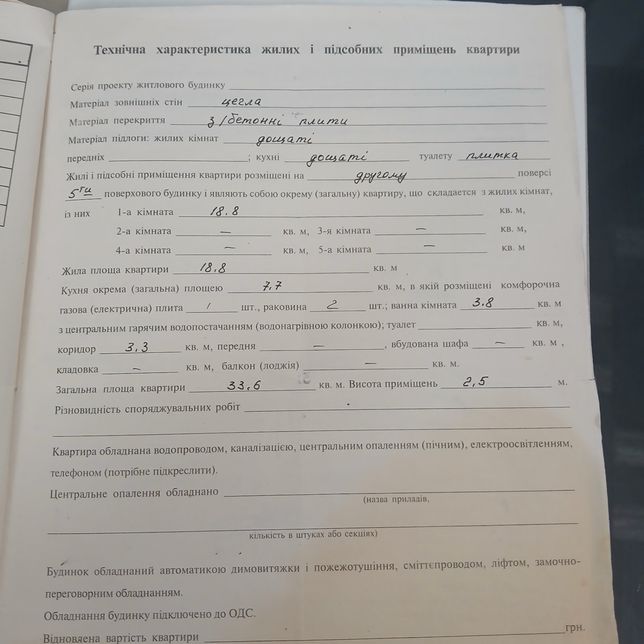 Технічна характеристика жилих і підсобних приміщень квартири
Серія проекту житлового будинку
Матеріал зовнішніх стін цегла
Матеріал перекриття з/бетонні плити
Матеріал підлоги: жилих кімнат дощаті
передніх ; кухні дощаті туалету плитка
Жилі і підсобні приміщення квартири розміщені на другому поверсі
5ти поверхового будинку і являють собою окрему (загальну) квартиру, що складается з жилих кімнат,
із них 1-а кімната 18.8 кв. м,
2-а кімната — кв. м, 3-я кімната — кв. м,
4-а кімната — кв. м, 5-а кімната — кв. м
Жила площа квартири 18,8 кв. м
Кухня окрема (загальна) площею 7,7 кв. м, в якій розміщені комфорочна
газова (електрична) плита 1 шт., раковина 2 шт.; ванна кімната 3.8 кв. м
з центральним гарячим водопостачанням (водонагрівною колонкою); туалет кв. м,
коридор 3,3 кв. м, передня — , вбудована шафа — кв. м ,
кладовка — кв. м, балкон (лоджія) — кв. м.
Загальна площа квартири 33,6 кв. м. Висота приміщень 2,5 м.
Різновидність споряджувальних робіт
Квартира обладнана водопроводом, каналізацією, центральним опаленням (пічним), електроосвітленням,
телефоном (потрібне підкреслити).
Центральне опалення обладнано
(назва приладів,
кількість в штуках або секціях)
Будинок обладнаний автоматикою димовитяжки і пожежотушіння, сміттєпроводом, ліфтом, замочно-
переговорним обладнанням.
Обладнання будинку підключено до ОДС.
Відновлена вартість квартири грн.